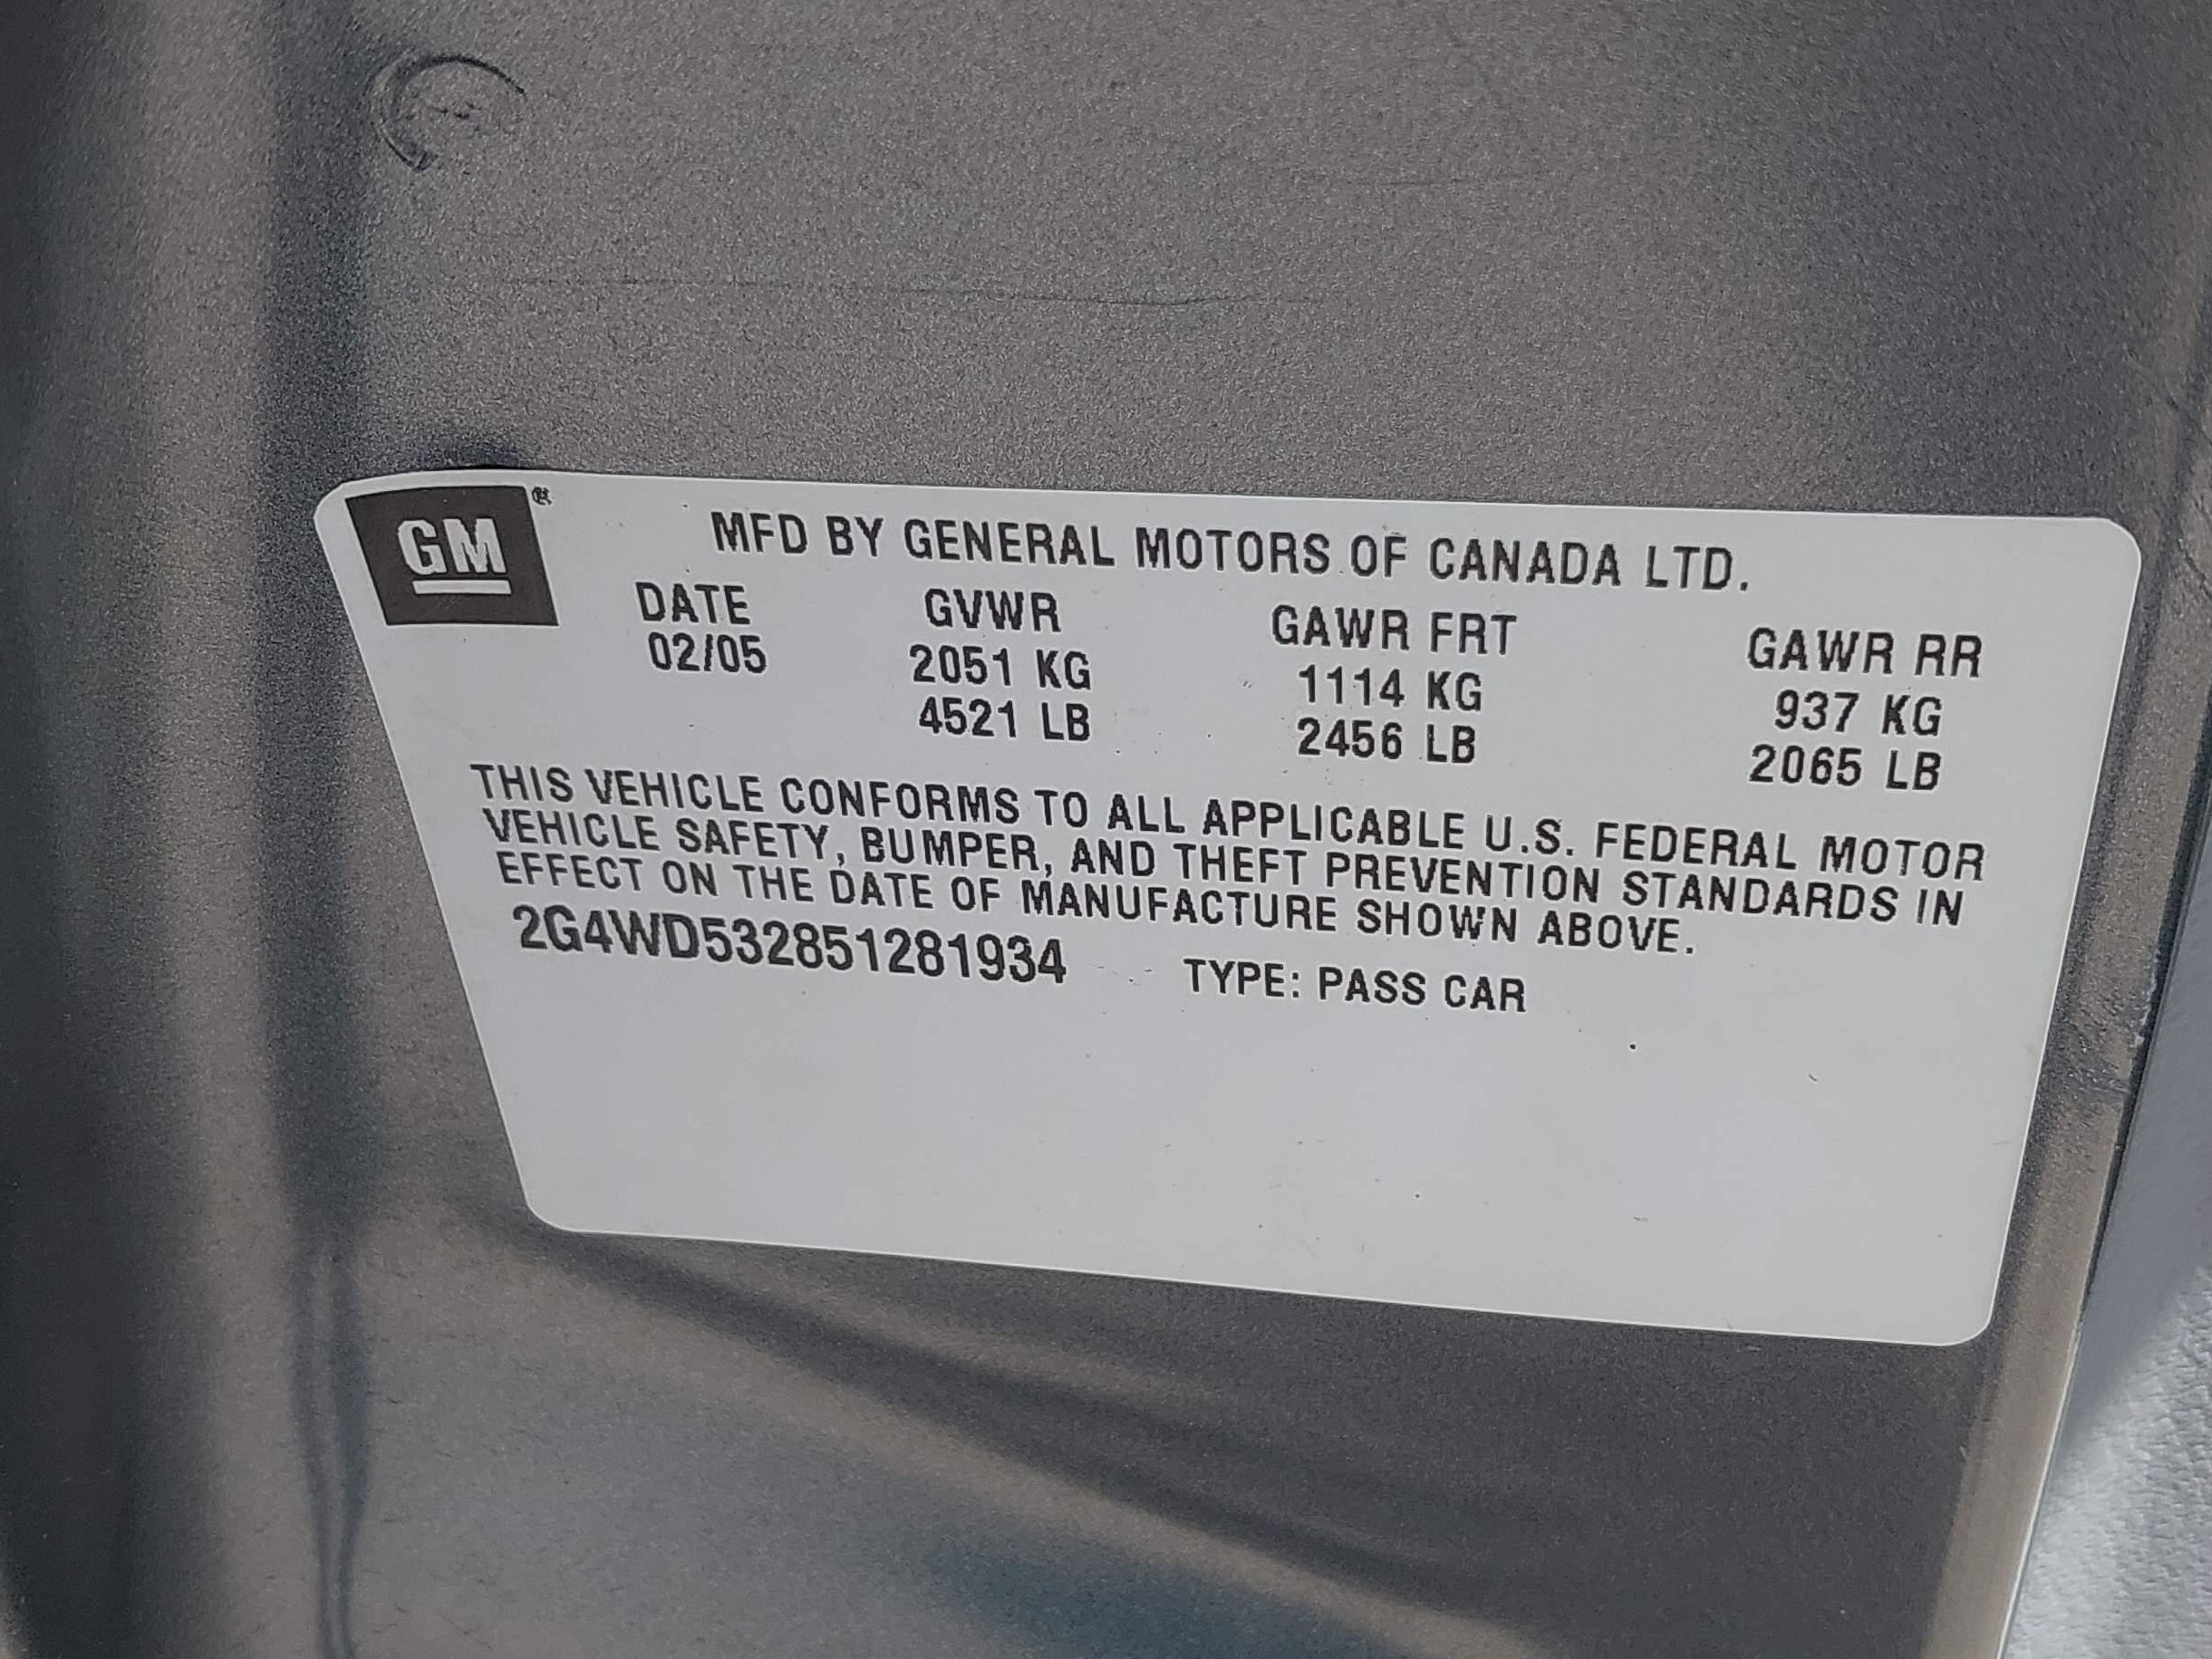 GM ®
MFD BY GENERAL MOTORS OF CANADA LTD.
DATE GVWR GAWR FRT GAWR RR
02/05 2051 KG 1114 KG 937 KG
4521 LB 2456 LB 2065 LB
THIS VEHICLE CONFORMS TO ALL APPLICABLE U.S. FEDERAL MOTOR
VEHICLE SAFETY, BUMPER, AND THEFT PREVENTION STANDARDS IN
EFFECT ON THE DATE OF MANUFACTURE SHOWN ABOVE.
2G4WD532851281934 TYPE: PASS CAR